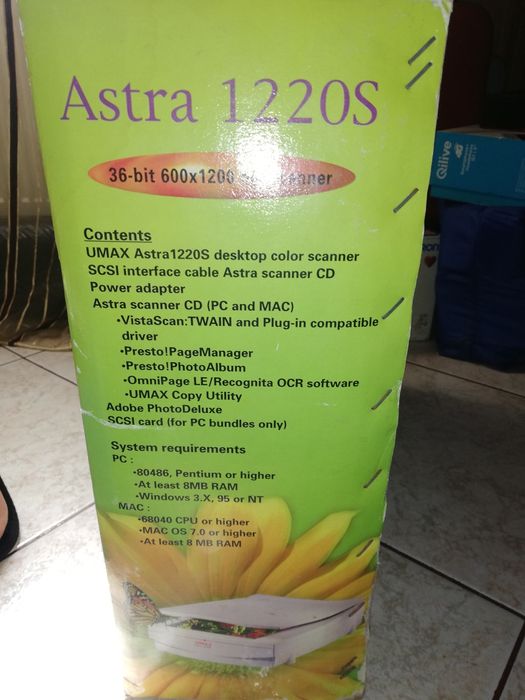 Astra 1220S
36-bit 600x1200 scanner
Contents
UMAX Astra1220S desktop color scanner
SCSI interface cable Astra scanner CD
Power adapter
Astra scanner CD (PC and MAC)
•VistaScan:TWAIN and Plug-in compatible
driver
•Presto!PageManager
•Presto!PhotoAlbum
•OmniPage LE/Recognita OCR software
•UMAX Copy Utility
Adobe PhotoDeluxe
SCSI card (for PC bundles only)
System requirements
PC :
•80486, Pentium or higher
•At least 8MB RAM
•Windows 3.X, 95 or NT
MAC :
•68040 CPU or higher
•MAC OS 7.0 or higher
•At least 8 MB RAM
Qilive